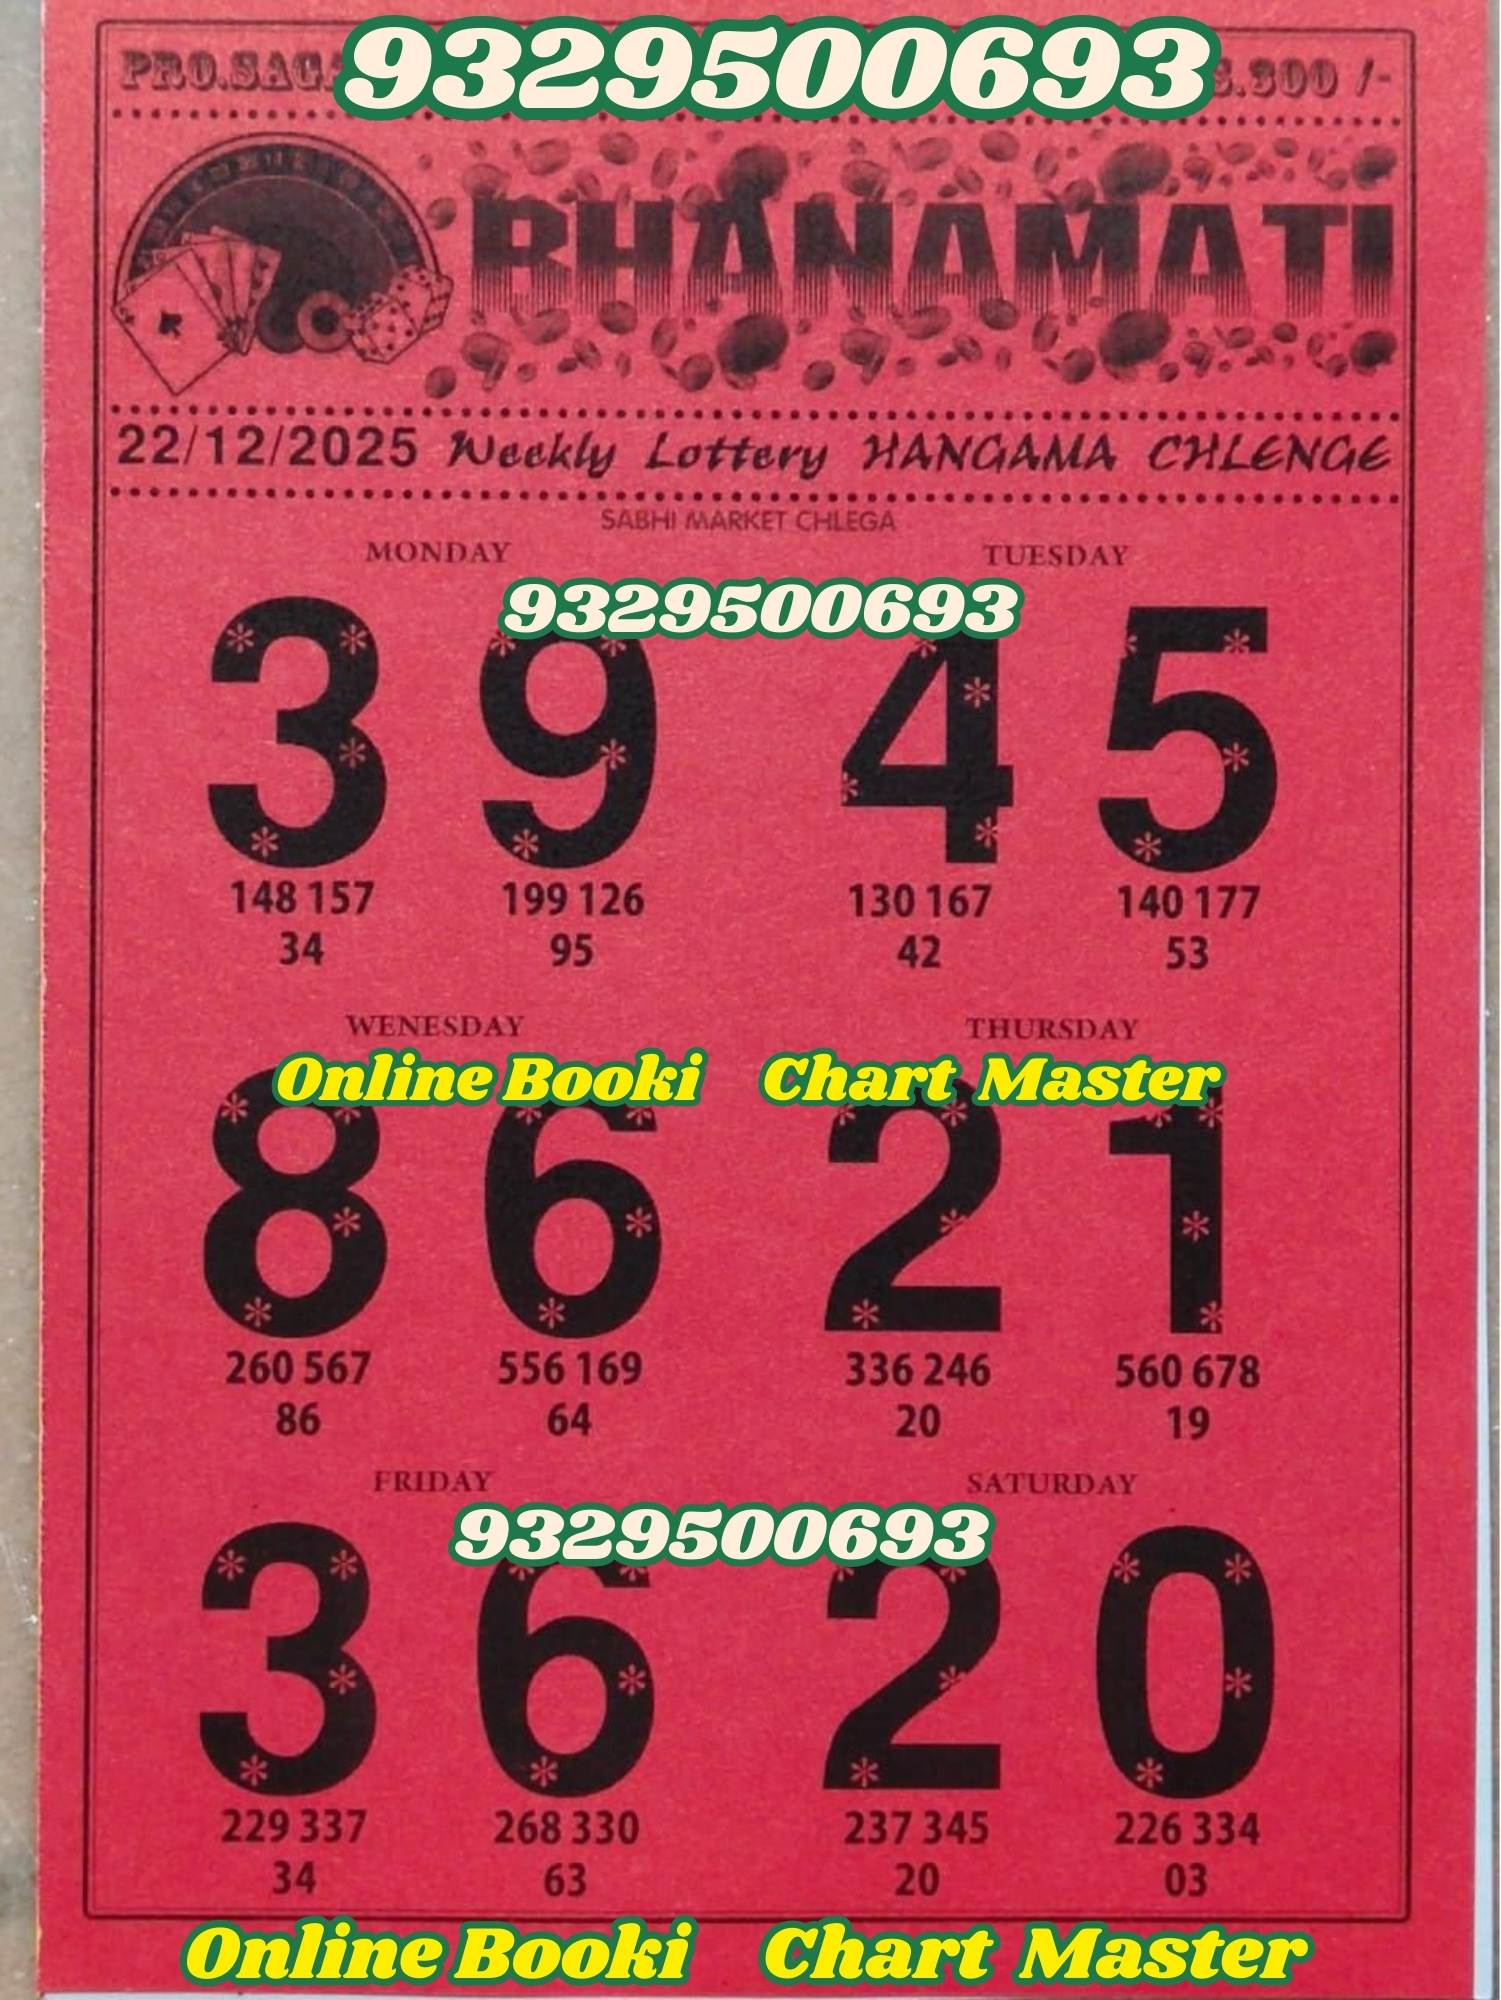 9329500693
PRO.SAGA
.300 /-
BHANAMATI
22/12/2025 Weekly Lottery HANGAMA CHLENGE
SABHI MARKET CHLEGA
MONDAY TUESDAY
9329500693
3 9 4 5
148 157 199 126 130 167 140 177
34 95 42 53
WENESDAY THURSDAY
Online Booki Chart Master
8 6 2 1
260 567 556 169 336 246 560 678
86 64 20 19
FRIDAY SATURDAY
9329500693
3 6 2 0
229 337 268 330 237 345 226 334
34 63 20 03
Online Booki Chart Master